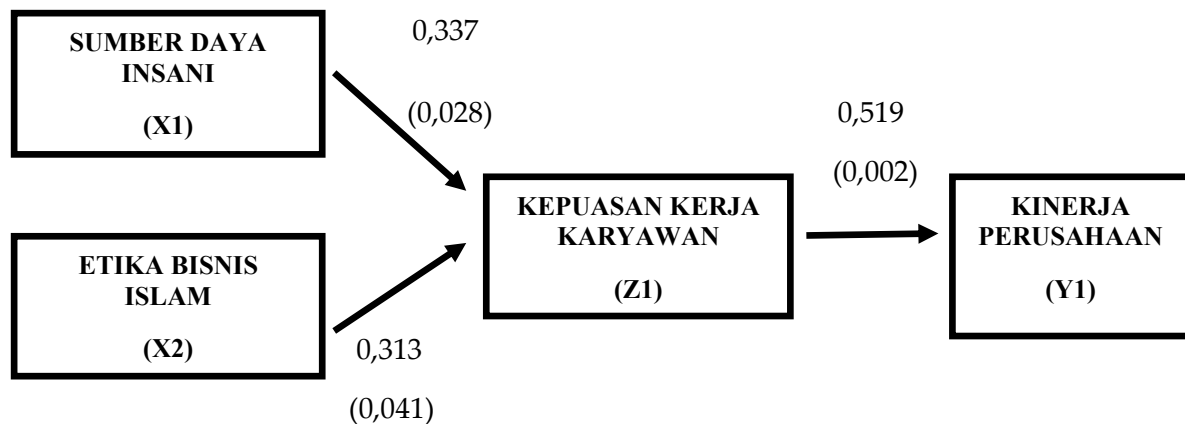 SUMBER DAYA
INSANI
(X1)
0,337
(0,028)
ETIKA BISNIS
ISLAM
(X2)
0,313
(0,041)
KEPUASAN KERJA
KARYAWAN
(Z1)
0,519
(0,002)
KINERJA
PERUSAHAAN
(Y1)